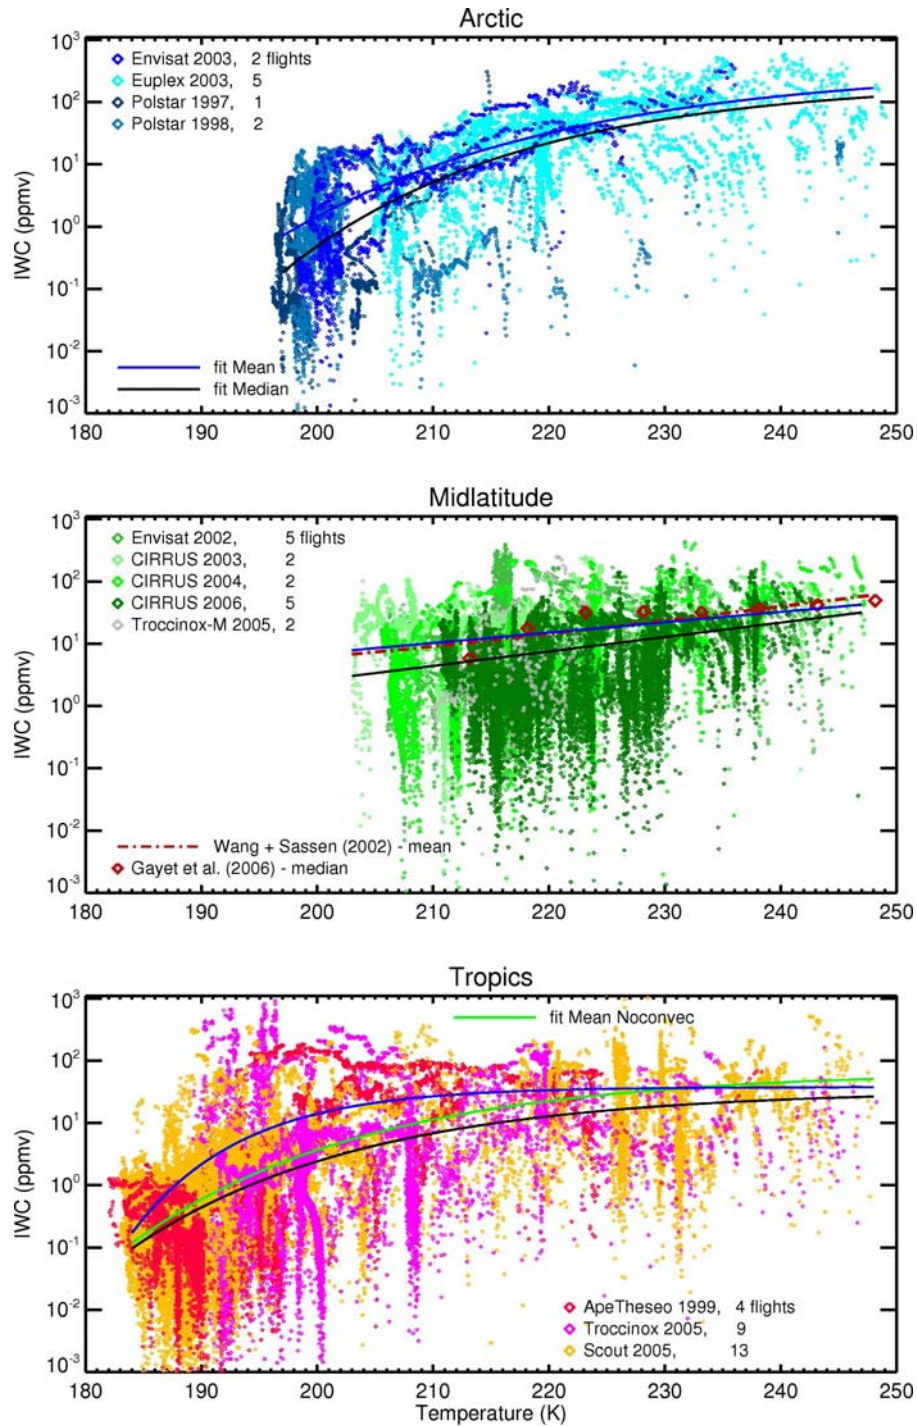 Arctic
10³
Envisat 2003, 2 flights
Euplex 2003, 5
10²
Polstar 1997, 1
Polstar 1998, 2
10¹
10⁰
IWC (ppmv)
10⁻¹
10⁻²
fit Mean
fit Median
10⁻³
180 190 200 210 220 230 240 250
Midlatitude
10³
Envisat 2002, 5 flights
CIRRUS 2003, 2
10²
CIRRUS 2004, 2
CIRRUS 2006, 5
Troccinox-M 2005, 2
10¹
10⁰
IWC (ppmv)
10⁻¹
10⁻²
Wang + Sassen (2002) - mean
Gayet et al. (2006) - median
10⁻³
180 190 200 210 220 230 240 250
Tropics
10³
fit Mean Noconvec
10²
10¹
10⁰
IWC (ppmv)
10⁻¹
10⁻²
ApeTheseo 1999, 4 flights
Troccinox 2005, 9
Scout 2005, 13
10⁻³
180 190 200 210 220 230 240 250
Temperature (K)